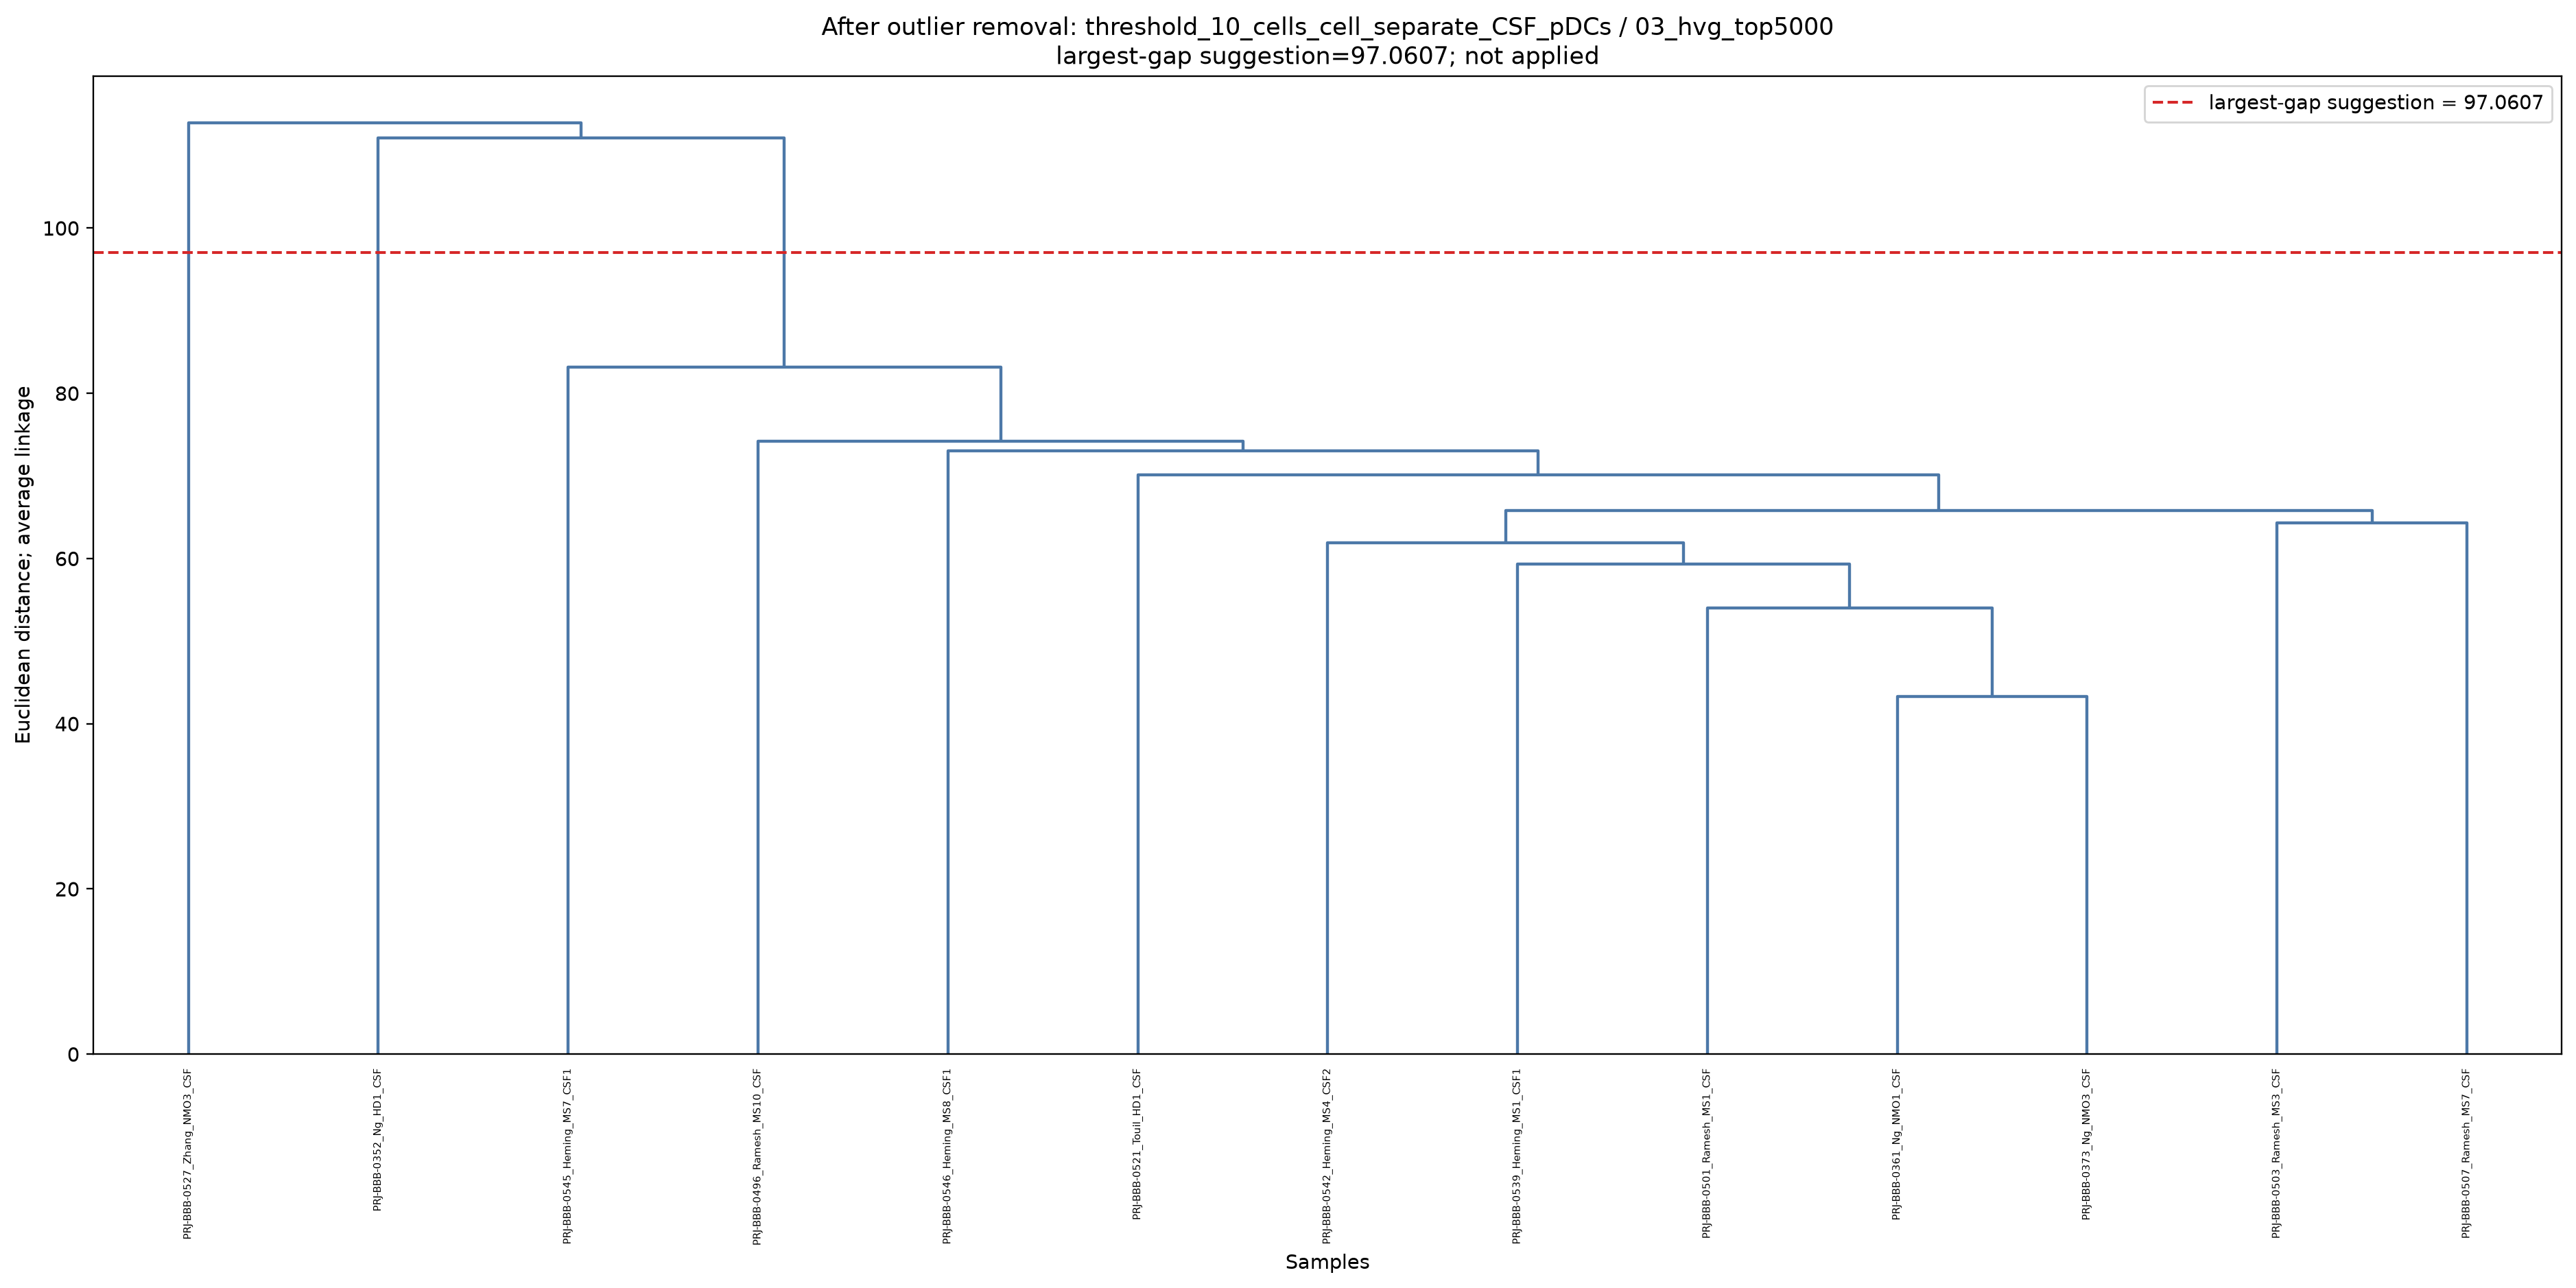 After outlier removal: threshold_10_cells_cell_separate_CSF_pDCs / 03_hvg_top5000
largest-gap suggestion=97.0607; not applied
largest-gap suggestion = 97.0607
Euclidean distance; average linkage
100
80
60
40
20
0
PRJ-BBB-0527_Zhang_NMO3_CSF
PRJ-BBB-0352_Ng_HD1_CSF
PRJ-BBB-0545_Heming_MS7_CSF1
PRJ-BBB-0496_Ramesh_MS10_CSF
PRJ-BBB-0546_Heming_MS8_CSF1
PRJ-BBB-0521_Touil_HD1_CSF
PRJ-BBB-0542_Heming_MS4_CSF2
PRJ-BBB-0539_Heming_MS1_CSF1
PRJ-BBB-0501_Ramesh_MS1_CSF
PRJ-BBB-0361_Ng_NMO1_CSF
PRJ-BBB-0373_Ng_NMO3_CSF
PRJ-BBB-0503_Ramesh_MS3_CSF
PRJ-BBB-0507_Ramesh_MS7_CSF
Samples